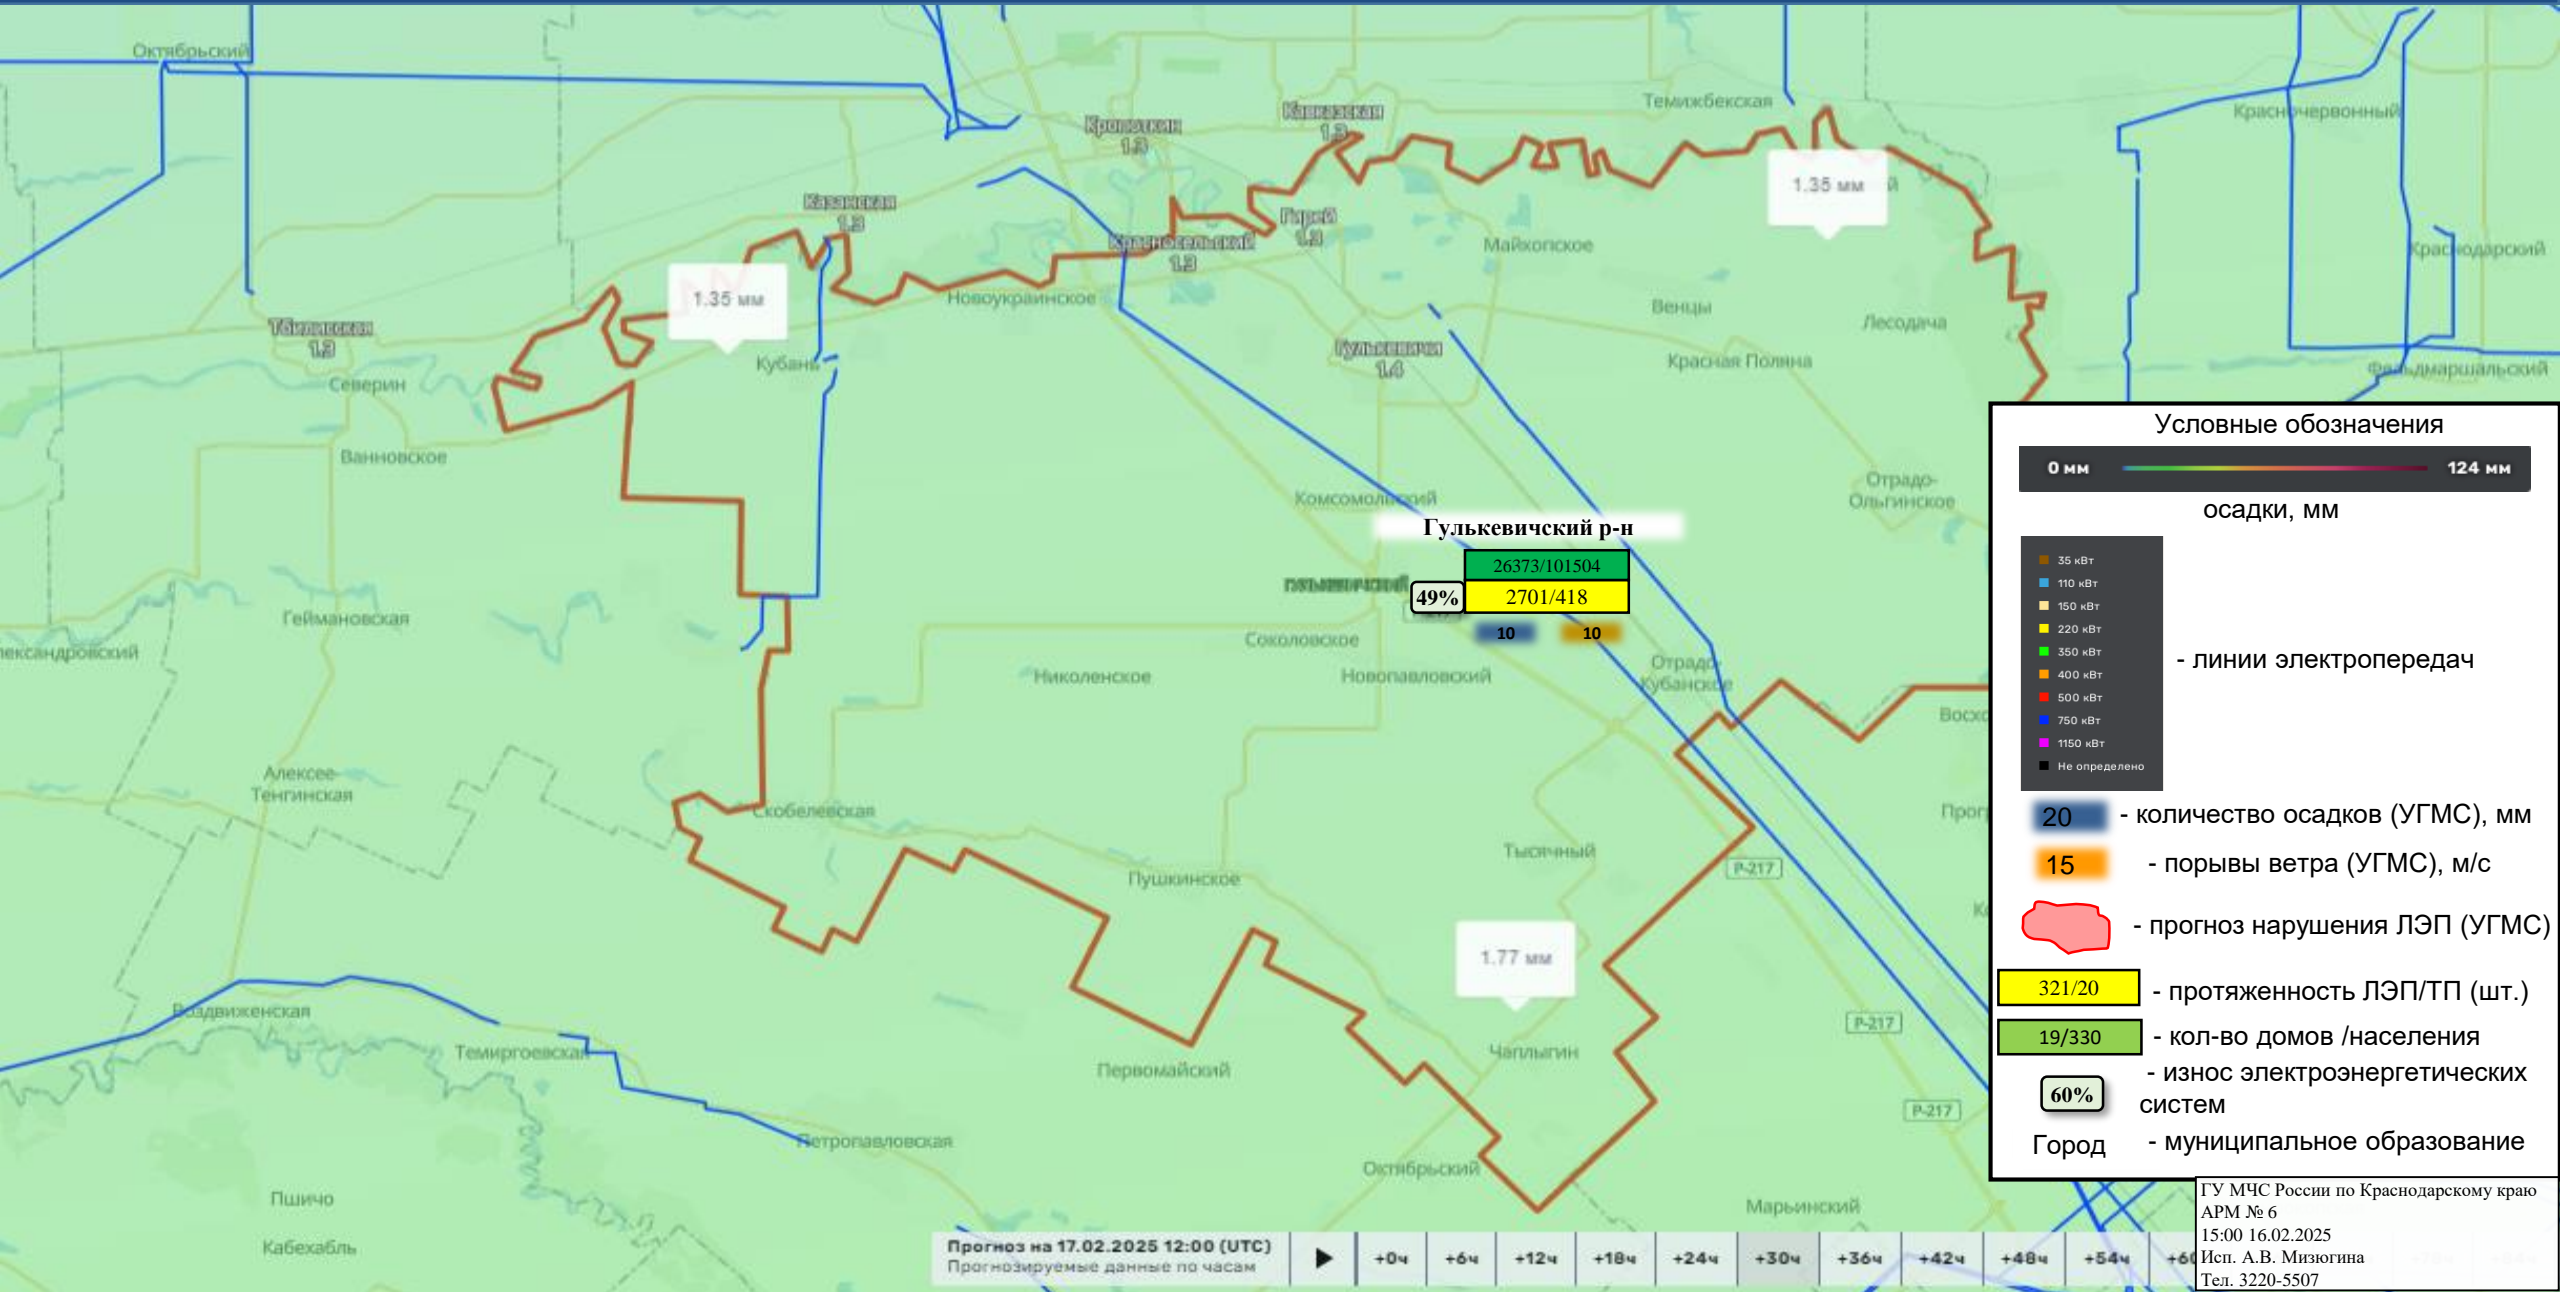 Октябрьский
Темижбекская
Красночервонный
Кропоткин
1.3
Кавказская
1.3
Казанская
1.3
Гирей
1.3
Красносельский
1.3
1.35 мм
й
Майкопское
Краснодарский
1.35 мм
Новоукраинское
Венцы
Лесодача
Тбилисская
1.3
Гулькевичи
1.4
Кубань
Красная Поляна
Фельдмаршальский
Северин
Ванновское
Комсомольский
Отрадо-
Ольгинское
Гулькевичский р-н
26373/101504
49%
2701/418
10
10
Геймановская
лександровский
Соколовское
Николенское
Новопавловский
Отрадо-
Кубанское
Восхо
Алексее-
Тенгинская
Скобелевская
Прог
Тысячный
Пушкинское
Р-217
1.77 мм
Воздвиженская
Р-217
Темиргоевская
Чаплыгин
Первомайский
Р-217
Петропавловская
Октябрьский
Пшичо
Марьинский
Кабехабль
Условные обозначения
0 мм
124 мм
осадки, мм
35 кВт
110 кВт
150 кВт
220 кВт
350 кВт
400 кВт
500 кВт
750 кВт
1150 кВт
Не определено
- линии электропередач
20 - количество осадков (УГМС), мм
15 - порывы ветра (УГМС), м/с
- прогноз нарушения ЛЭП (УГМС)
321/20 - протяженность ЛЭП/ТП (шт.)
19/330 - кол-во домов /населения
60% - износ электроэнергетических
систем
Город - муниципальное образование
Прогноз на 17.02.2025 12:00 (UTC)
Прогнозируемые данные по часам
+0ч +6ч +12ч +18ч +24ч +30ч +36ч +42ч +48ч +54ч +60
ГУ МЧС России по Краснодарскому краю
АРМ № 6
15:00 16.02.2025
Исп. А.В. Мизюгина
Тел. 3220-5507